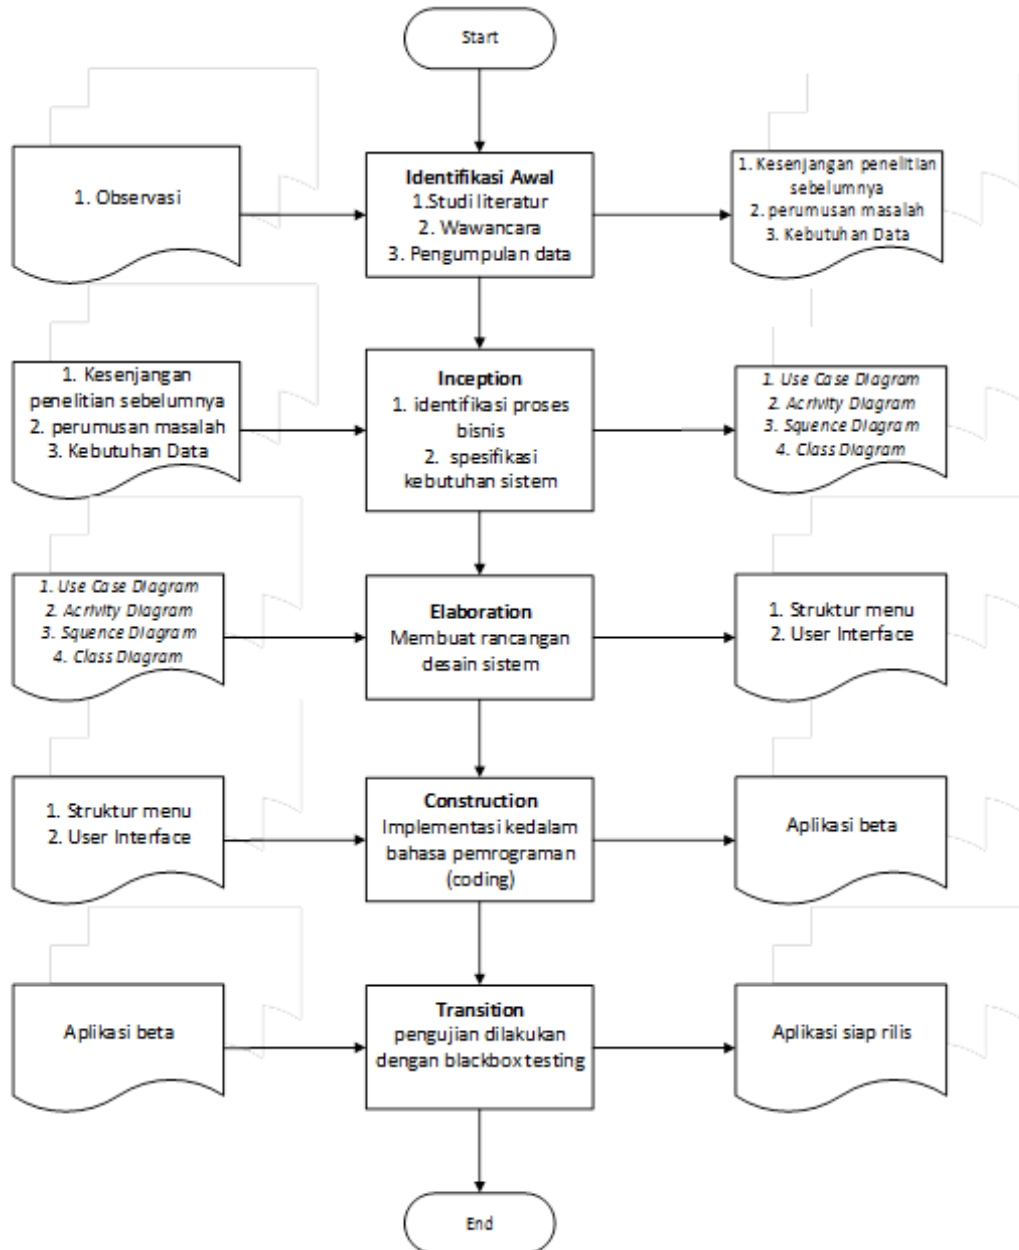 Start
1. Observasi
Identifikasi Awal
1.Studi literatur
2. Wawancara
3. Pengumpulan data
1. Kesenjangan penelitian
sebelumnya
2. perumusan masalah
3. Kebutuhan Data
1. Kesenjangan
penelitian sebelumnya
2. perumusan masalah
3. Kebutuhan Data
Inception
1. identifikasi proses
bisnis
2. spesifikasi
kebutuhan sistem
1. Use Case Diagram
2. Acrivity Diagram
3. Squence Diagram
4. Class Diagram
1. Use Case Diagram
2. Acrivity Diagram
3. Squence Diagram
4. Class Diagram
Elaboration
Membuat rancangan
desain sistem
1. Struktur menu
2. User Interface
1. Struktur menu
2. User Interface
Construction
Implementasi kedalam
bahasa pemrograman
(coding)
Aplikasi beta
Aplikasi beta
Transition
pengujian dilakukan
dengan blackbox testing
Aplikasi siap rilis
End